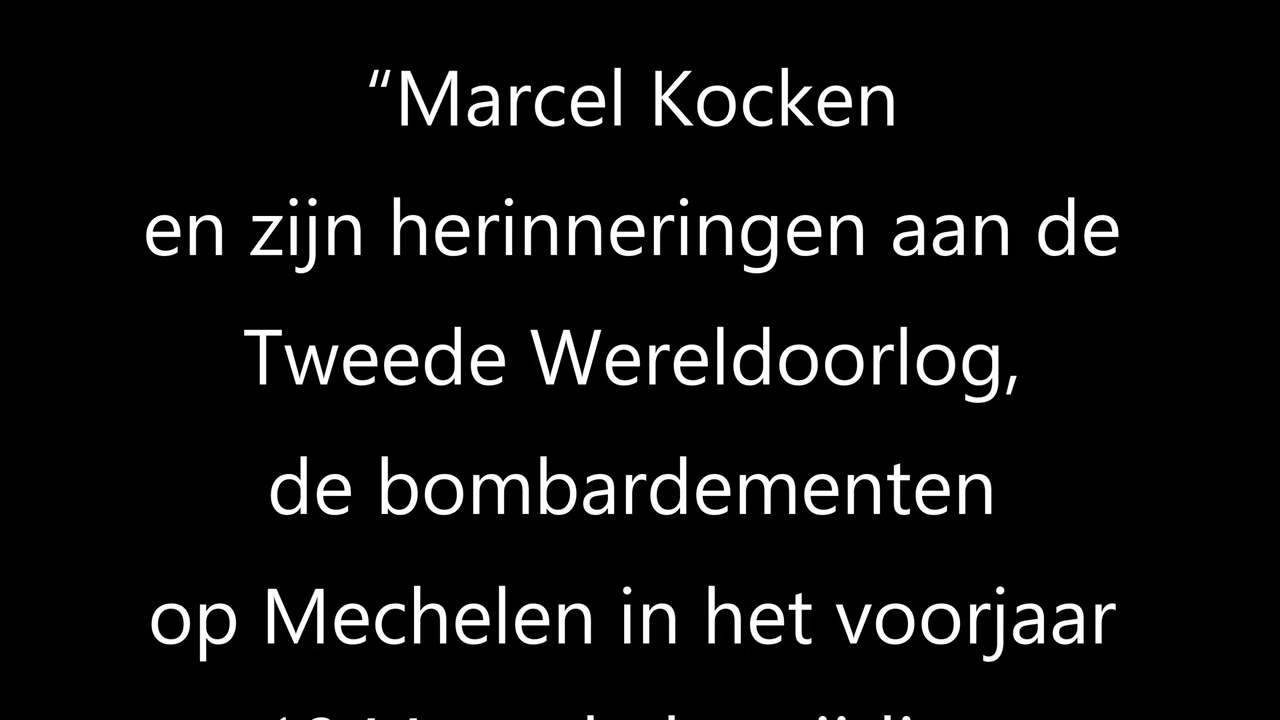 “Marcel Kocken
en zijn herinneringen aan de
Tweede Wereldoorlog,
de bombardementen
op Mechelen in het voorjaar